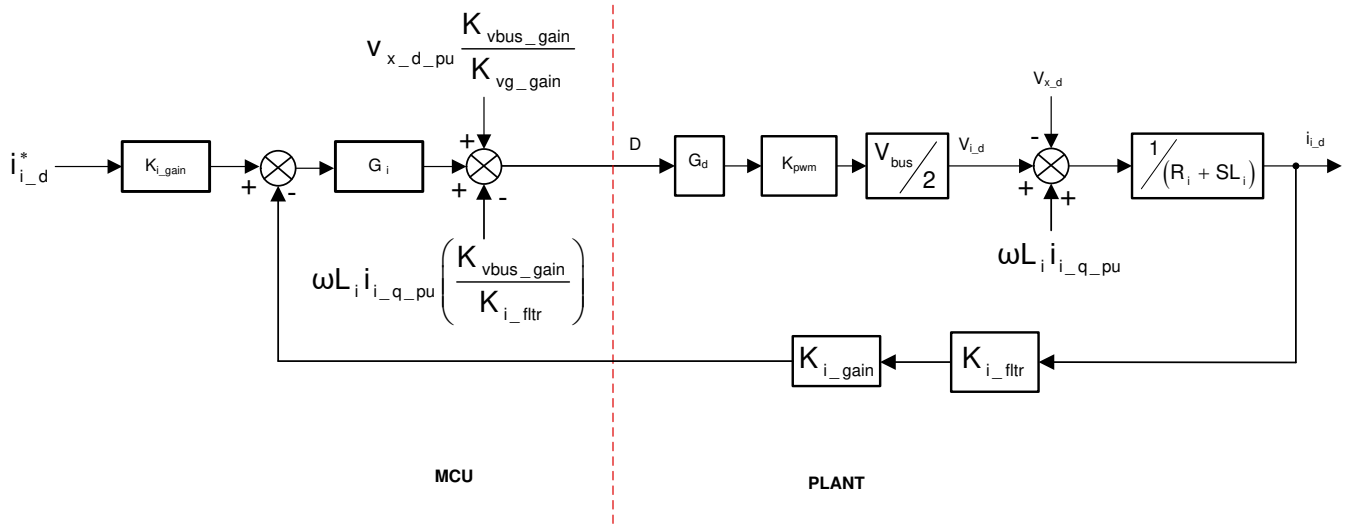 v x_d_pu K vbus_gain / K vg_gain
V x_d
i* i_d
K i_gain
G i
D
G d
K pwm
V bus / 2
V i_d
1 / (R i + SL i)
i i_d
+
-
+
+
-
-
+
+
ωL i i i_q_pu (K vbus_gain / K i_fltr)
ωL i i i_q_pu
K i_gain
K i_fltr
MCU
PLANT